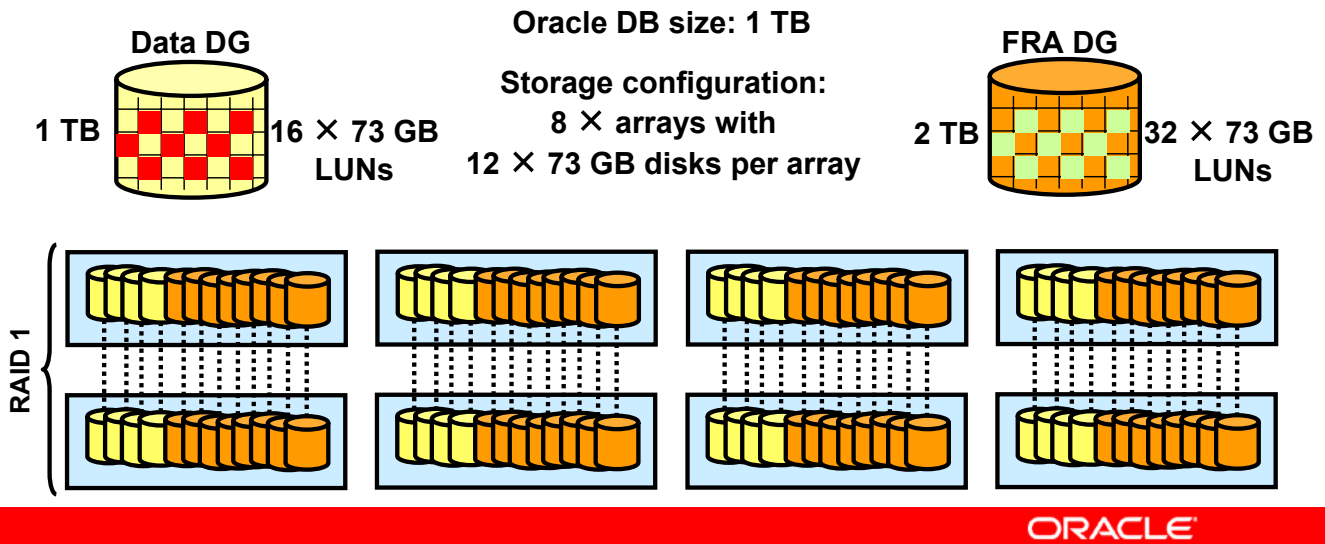 Oracle DB size: 1 TB
Data DG
FRA DG
Storage configuration:
8 × arrays with
12 × 73 GB disks per array
1 TB
16 × 73 GB
LUNs
2 TB
32 × 73 GB
LUNs
RAID 1
ORACLE